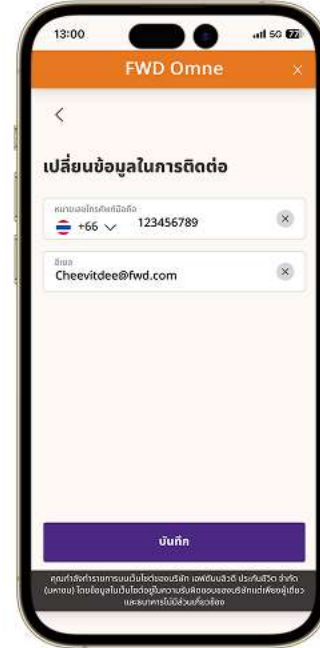 13:00
5G 77
FWD Omne
เปลี่ยนข้อมูลในการติดต่อ
หมายเลขโทรศัพท์มือถือ
+66 123456789
อีเมล
Cheevitdee@fwd.com
บันทึก
คุณกำลังทำรายการบนเว็บไซต์ของบริษัท เอฟดับบลิวดี ประกันชีวิต จำกัด
(มหาชน) โดยข้อมูลในเว็บไซต์อยู่ในความรับผิดชอบของบริษัทแต่เพียงผู้เดียว
และธนาคารไม่มีส่วนเกี่ยวข้อง